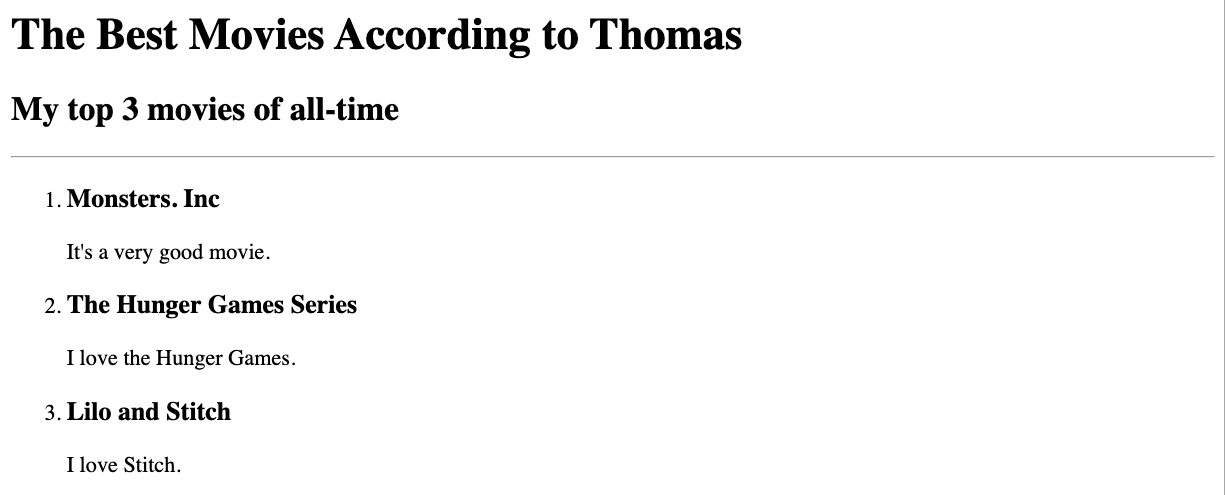 The Best Movies According to Thomas
My top 3 movies of all-time
1. Monsters. Inc
It's a very good movie.
2. The Hunger Games Series
I love the Hunger Games.
3. Lilo and Stitch
I love Stitch.